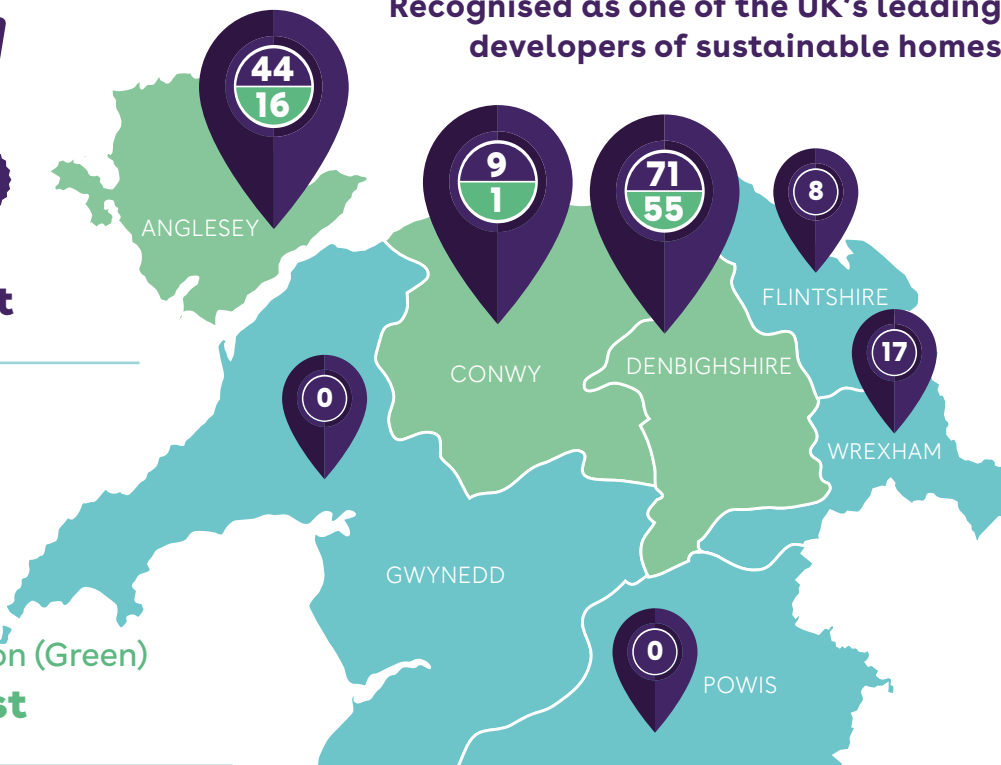 Recognised as one of the UK's leading
developers of sustainable homes
44
16
ANGLESEY
9
1
71
55
8
FLINTSHIRE
17
CONWY
DENBIGHSHIRE
0
WREXHAM
GWYNEDD
(Green)
0
POWIS